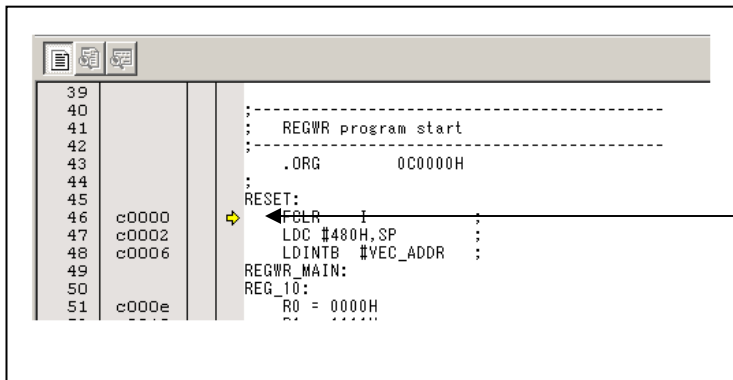 39
40 ;-------------------------------------------
41 ; REGWR program start
42 ;-------------------------------------------
43 .ORG 0C0000H
44 ;
45 RESET:
46 c0000 FCLR I ;
47 c0002 LDC #480H,SP ;
48 c0006 LDINTB #VEC_ADDR ;
49 REGWR_MAIN:
50 REG_10:
51 c000e R0 = 0000H